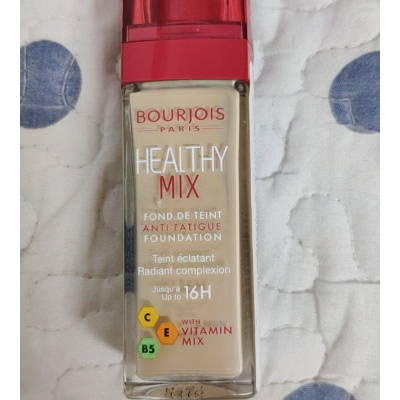 BOURJOIS
PARIS
HEALTHY
MIX
FOND DE TEINT
ANTI-FATIGUE
FOUNDATION
Teint éclatant
Radiant complexion
Jusqu'à
Up to 16H
C
E
B5
WITH
VITAMIN
MIX